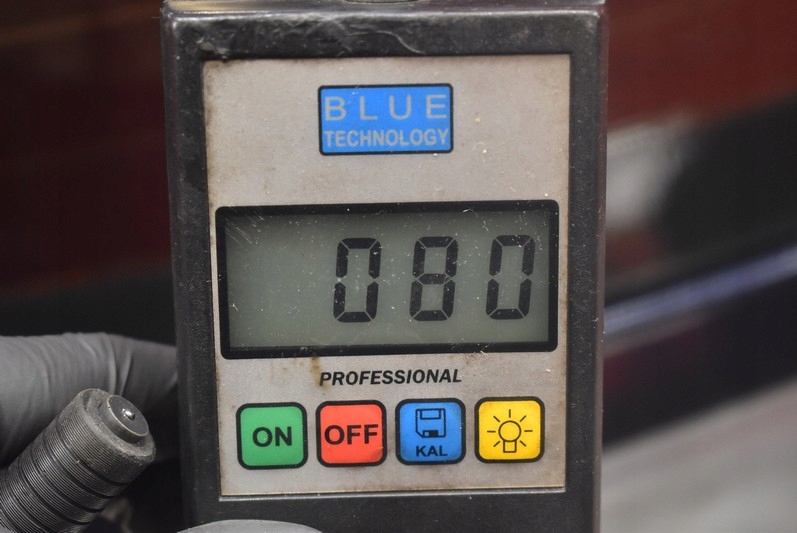 BLUE
TECHNOLOGY
080
PROFESSIONAL
ON OFF KAL